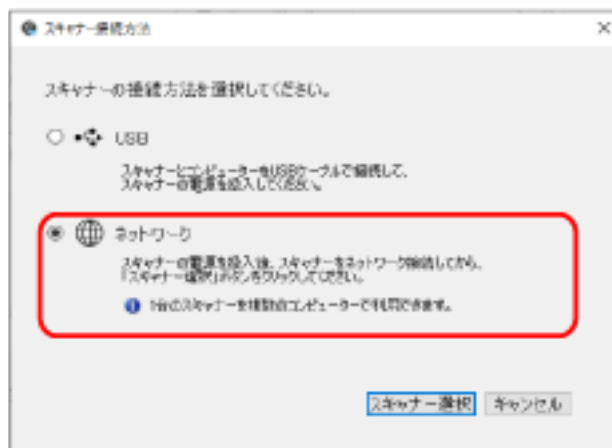 スキャナー接続方法
スキャナーの接続方法を選択してください。
USB
スキャナーとコンピューターをUSBケーブルで接続して、
スキャナーの電源を投入してください。
ネットワーク
スキャナーの電源を投入後、スキャナーをネットワーク接続してから、
「スキャナー選択」ボタンをクリックしてください。
1台のスキャナーを複数のコンピューターで利用できます。
スキャナー選択 キャンセル